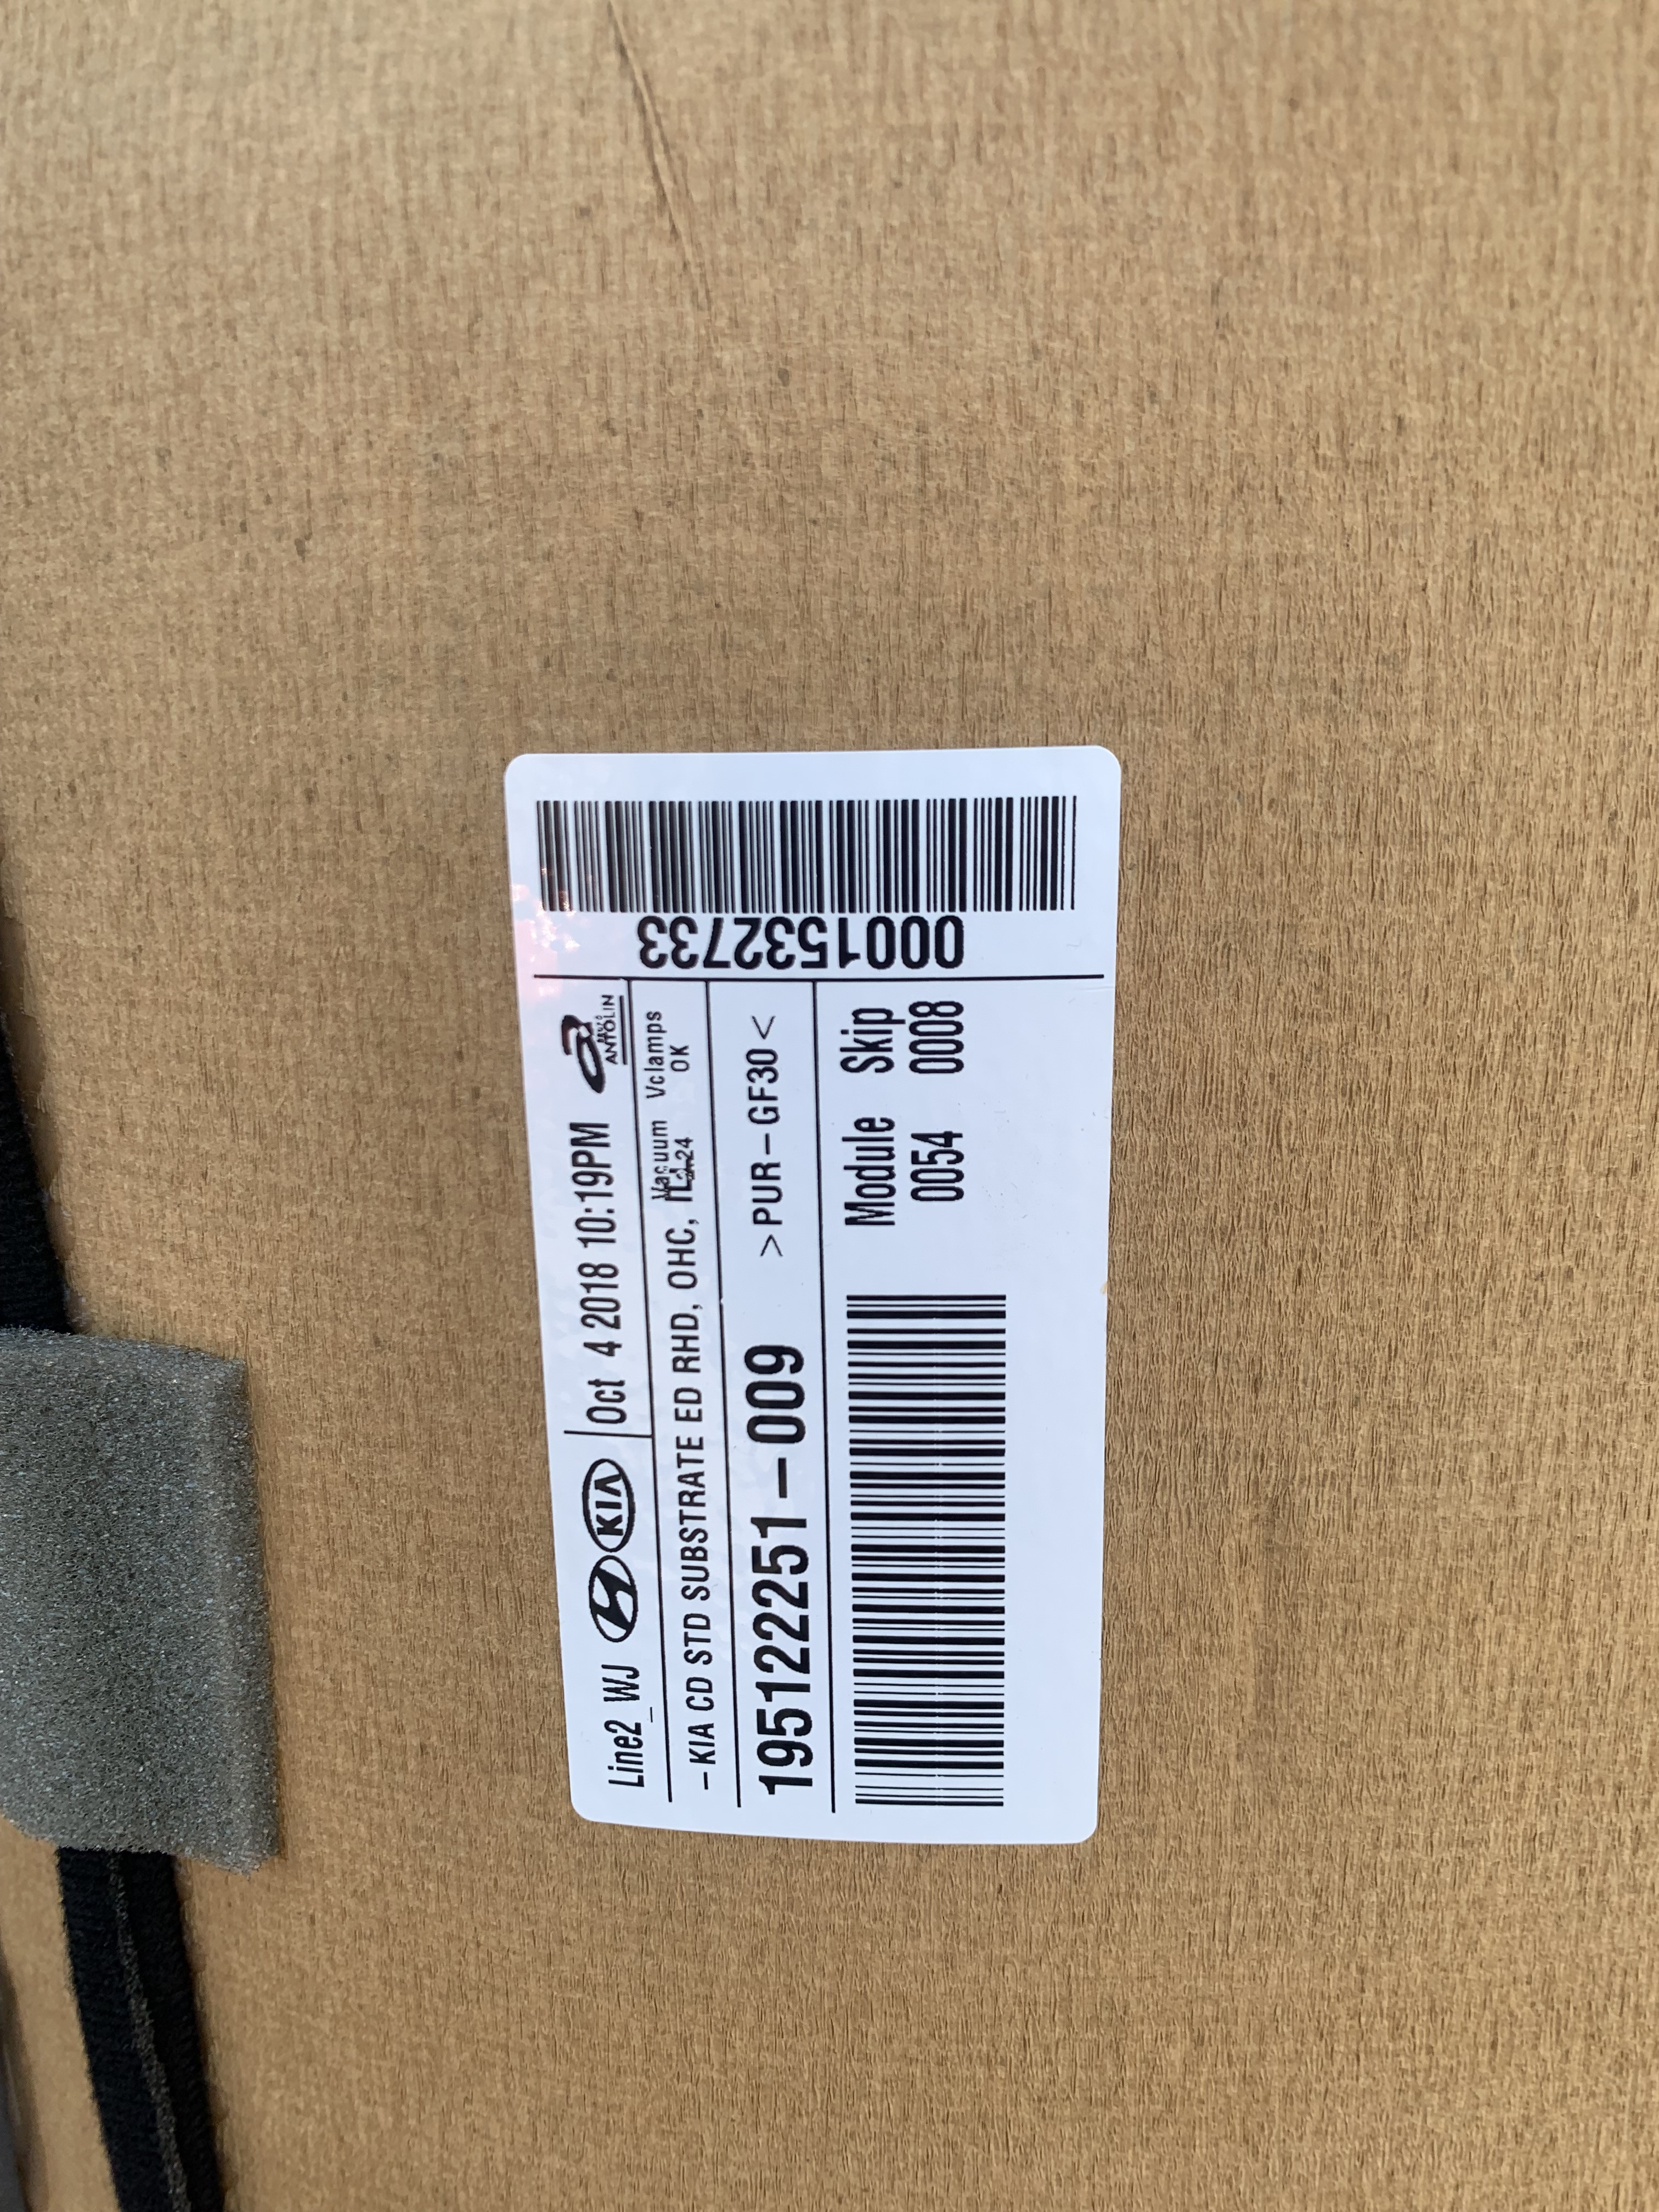 Line2_WJ KIA Oct 4 2018 10:19PM ANTOLIN
Vacuum Vclamps
-KIA CD STD SUBSTRATE ED RHD, OHC, OK
195122251-009 >PUR-GF30<
Module Skip
0054 0008
0001532733